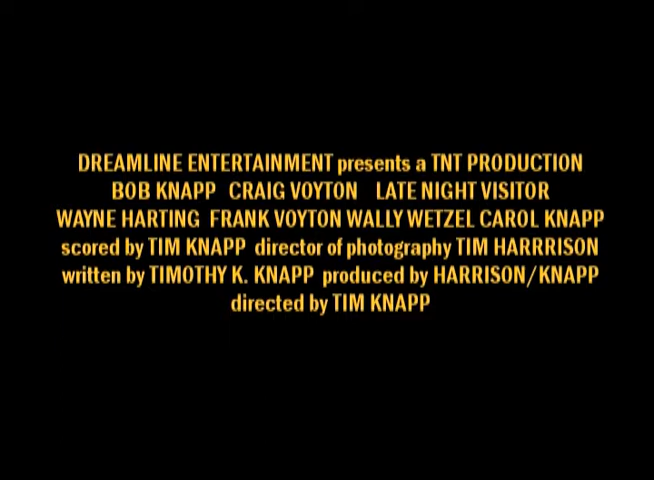 DREAMLINE ENTERTAINMENT presents a TNT PRODUCTION
BOB KNAPP CRAIG VOYTON LATE NIGHT VISITOR
WAYNE HARTING FRANK VOYTON WALLY WETZEL CAROL KNAPP
scored by TIM KNAPP director of photography TIM HARRRISON
written by TIMOTHY K. KNAPP produced by HARRISON/KNAPP
directed by TIM KNAPP